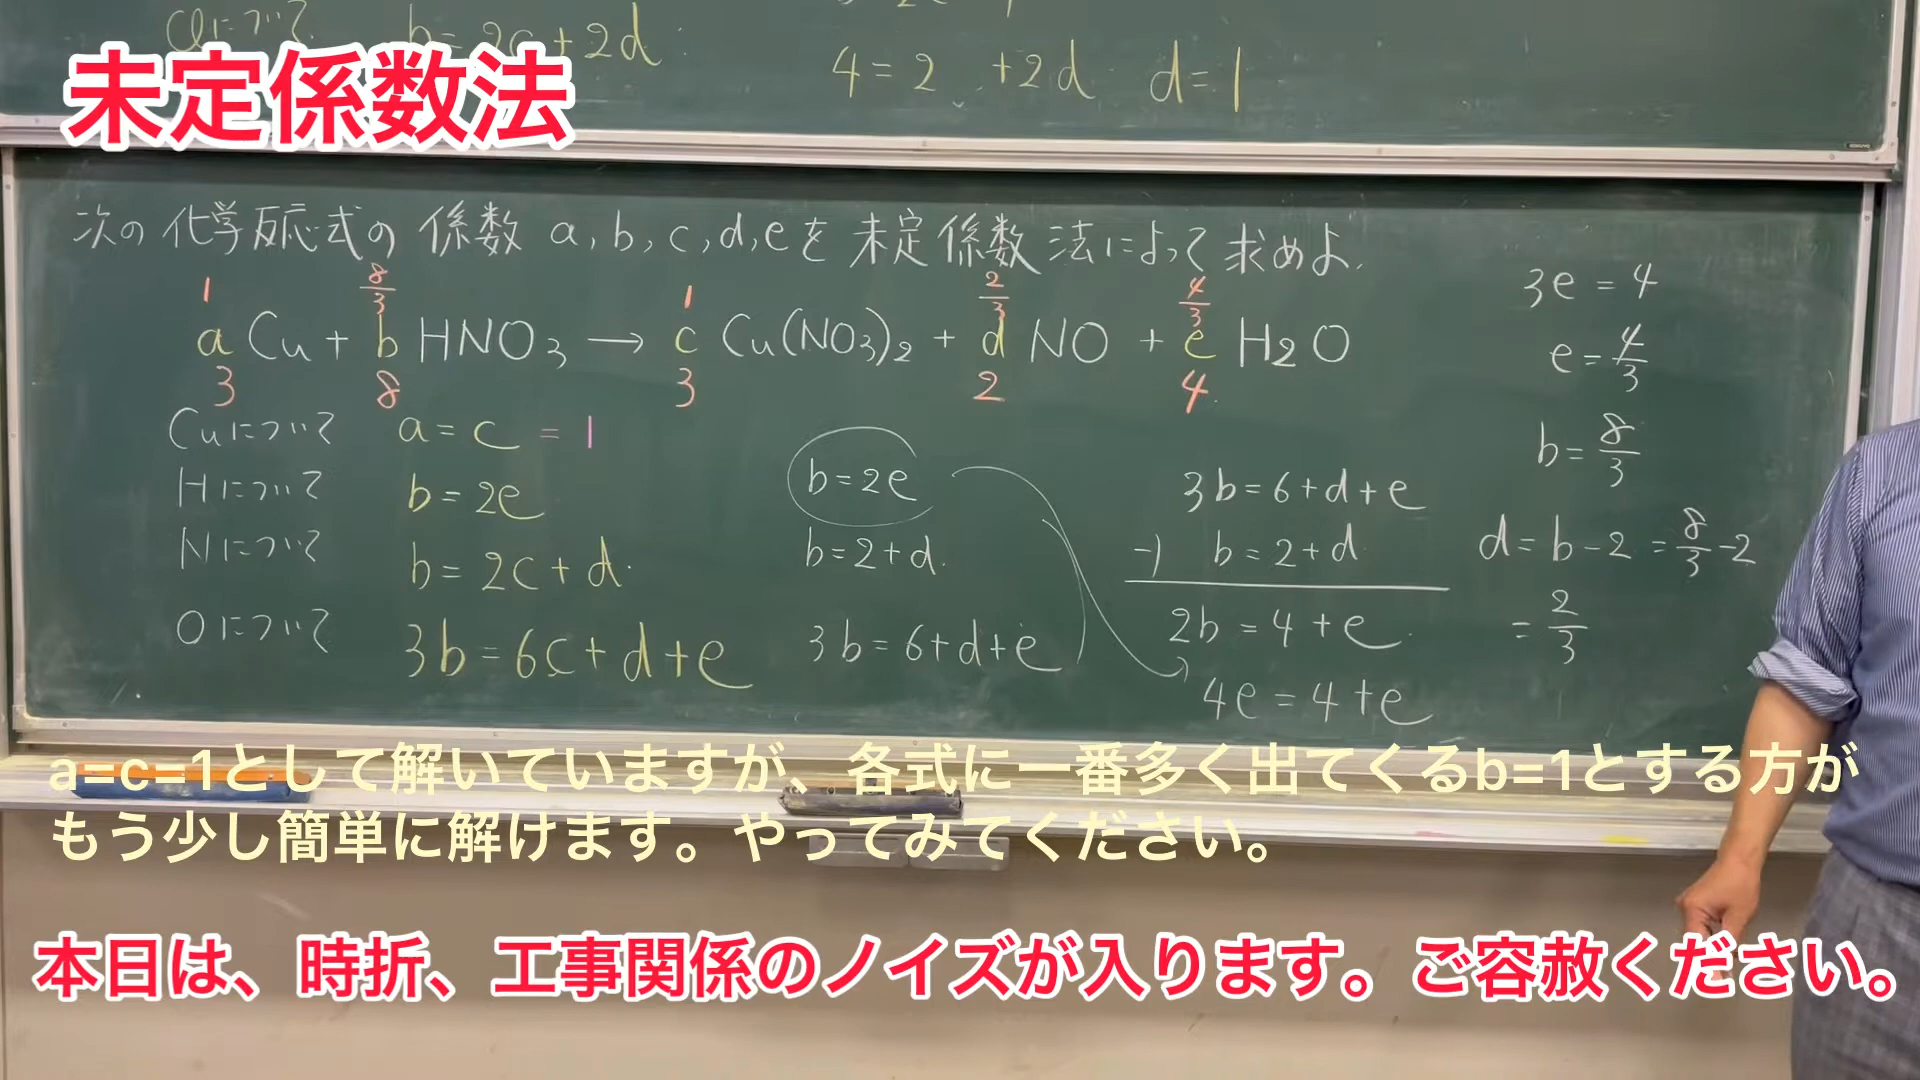 未定係数法
b=2c+2d
4=2 +2d d=1
次の化学反応式の係数 a,b,c,d,eを未定係数法によって求めよ.
1 8/3 1 2/3 4/3
aCu + bHNO3 → cCu(NO3)2 + dNO + eH2O
3 8 3 2 4
Cuについて a=c=1
Hについて b=2e
Nについて b=2c+d.
Oについて 3b=6c+d+e
b=2e
b=2+d.
3b=6+d+e
3b=6+d+e
-) b=2+d
2b=4+e.
4e=4+e
3e=4
e=4/3
b=8/3
d=b-2=8/3-2
=2/3
a=c=1として解いていますが、各式に一番多く出てくるb=1とする方が
もう少し簡単に解けます。やってみてください。
本日は、時折、工事関係のノイズが入ります。ご容赦ください。